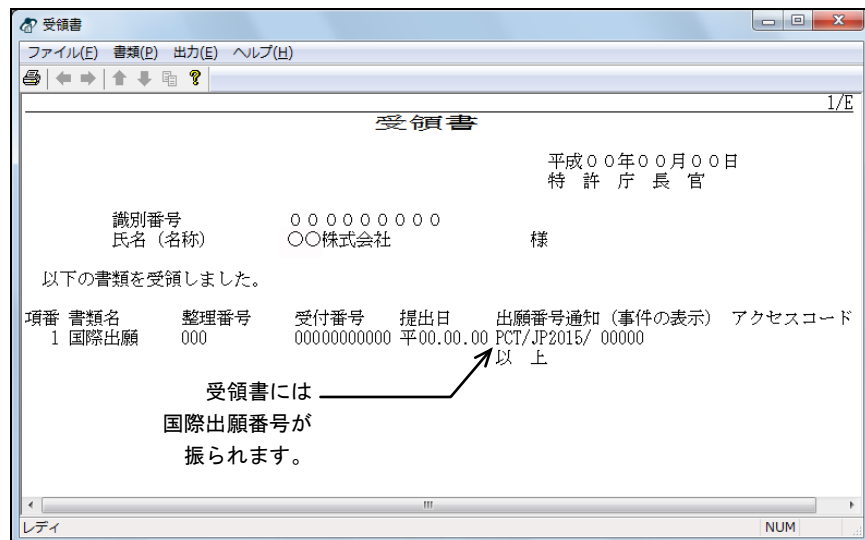 受領書
ファイル(F) 書類(P) 出力(E) ヘルプ(H)
1/E
受領書
平成００年００月００日
特 許 庁 長 官
識別番号 ０００００００００
氏名（名称） ○○株式会社 様
以下の書類を受領しました。
項番 書類名 整理番号 受付番号 提出日 出願番号通知（事件の表示） アクセスコード
1 国際出願 000 00000000000 平00.00.00 PCT/JP2015/ 00000
以 上
受領書には
国際出願番号が
振られます。
レディ NUM